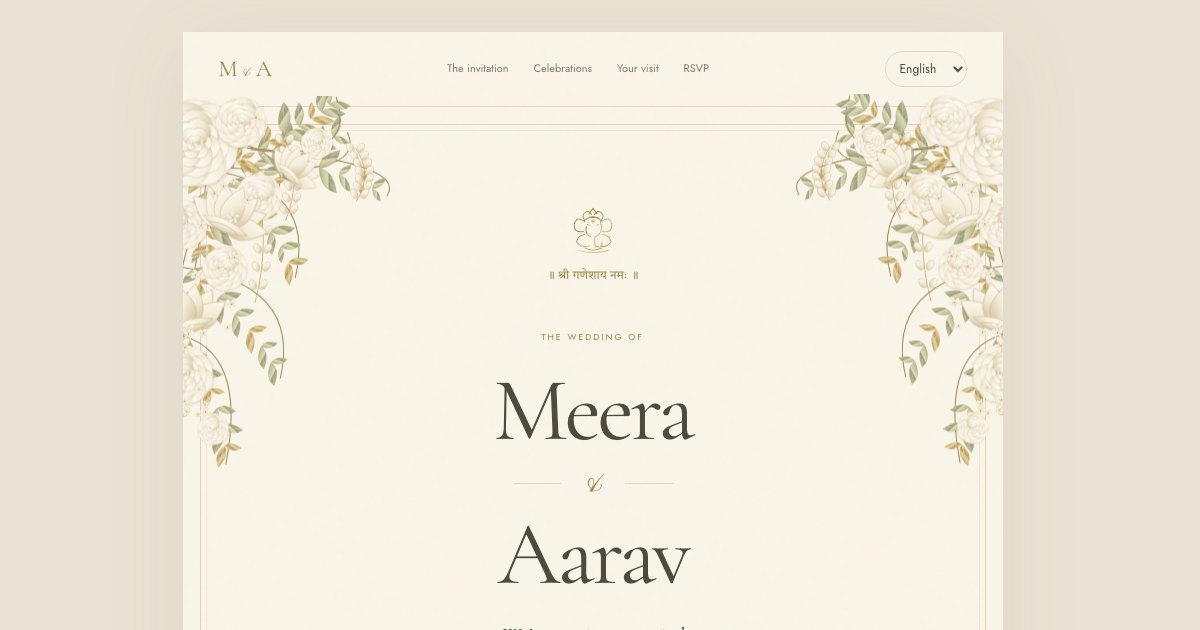 M & A
The invitation Celebrations Your visit RSVP
English
॥ श्री गणेशाय नमः ॥
THE WEDDING OF
Meera
&
Aarav